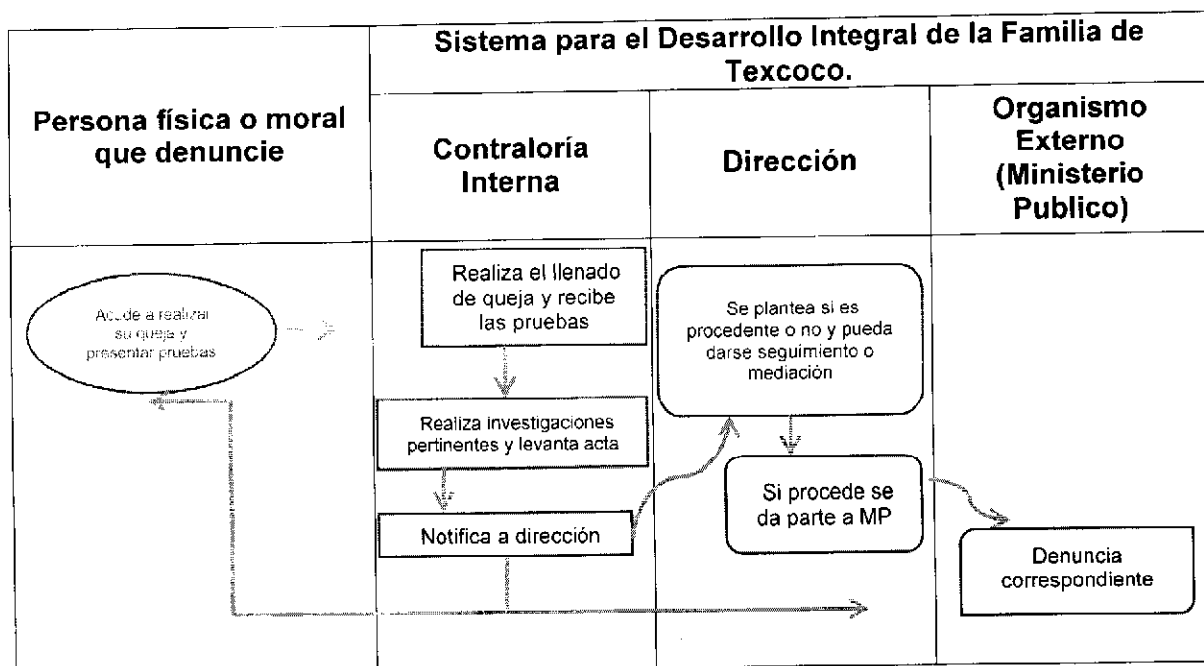 Sistema para el Desarrollo Integral de la Familia de
Texcoco.
Persona física o moral
que denuncie
Contraloría
Interna
Dirección
Organismo
Externo
(Ministerio
Publico)
Acude a realizar
su queja y
presentar pruebas
Realiza el llenado
de queja y recibe
las pruebas
Realiza investigaciones
pertinentes y levanta acta
Notifica a dirección
Se plantea si es
procedente o no y pueda
darse seguimiento o
mediación
Si procede se
da parte a MP
Denuncia
correspondiente